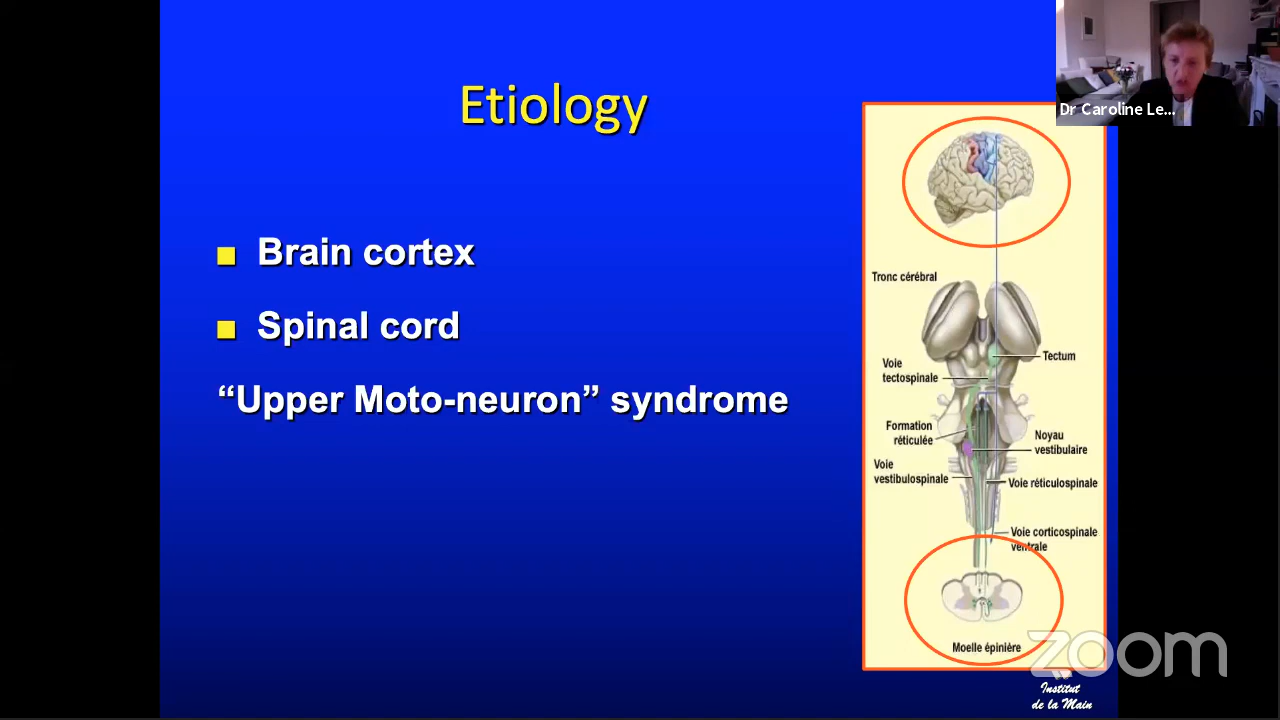 Dr Caroline Le...
Etiology
Brain cortex
Spinal cord
“Upper Moto-neuron” syndrome
Tronc cérébral
Tectum
Voie
tectospinale
Formation
réticulée
Noyau
vestibulaire
Voie
vestibulospinale
Voie réticulospinale
Voie corticospinale
ventrale
Moelle épinière
zoom
Institut
de la Main